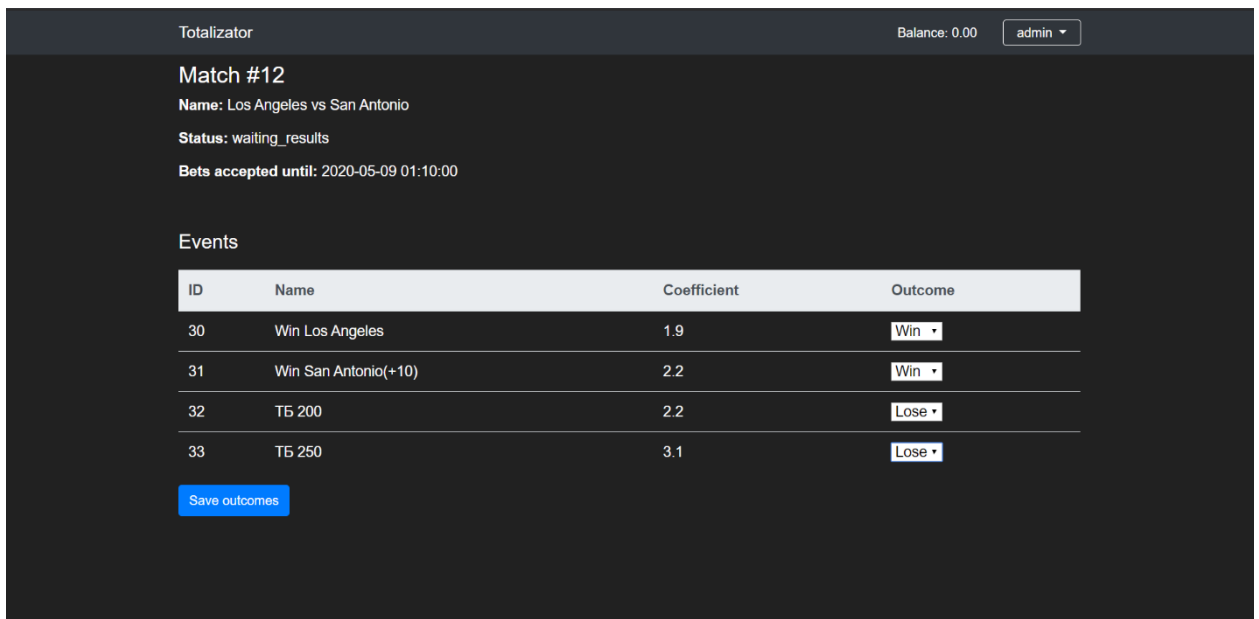 Totalizator Balance: 0.00 admin
Match #12
Name: Los Angeles vs San Antonio
Status: waiting_results
Bets accepted until: 2020-05-09 01:10:00
Events
ID Name Coefficient Outcome
30 Win Los Angeles 1.9 Win
31 Win San Antonio(+10) 2.2 Win
32 ТБ 200 2.2 Lose
33 ТБ 250 3.1 Lose
Save outcomes